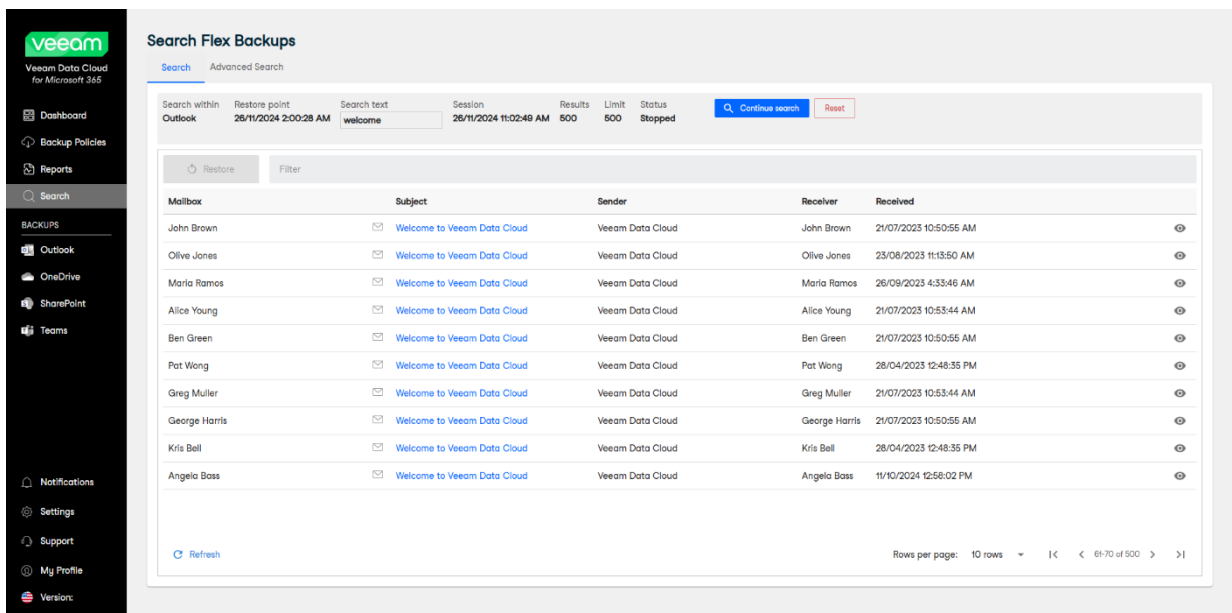 veeam
Veeam Data Cloud
for Microsoft 365
Dashboard
Backup Policies
Reports
Search
BACKUPS
Outlook
OneDrive
SharePoint
Teams
Notifications
Settings
Support
My Profile
Version:
Search Flex Backups
Search Advanced Search
Search within Restore point Search text Session Results Limit Status
Outlook 26/11/2024 2:00:28 AM welcome 26/11/2024 11:02:49 AM 500 500 Stopped Continue search Reset
Restore Filter
Mailbox Subject Sender Receiver Received
John Brown Welcome to Veeam Data Cloud Veeam Data Cloud John Brown 21/07/2023 10:50:55 AM
Olive Jones Welcome to Veeam Data Cloud Veeam Data Cloud Olive Jones 23/08/2023 11:13:50 AM
Maria Ramos Welcome to Veeam Data Cloud Veeam Data Cloud Maria Ramos 26/09/2023 4:33:46 AM
Alice Young Welcome to Veeam Data Cloud Veeam Data Cloud Alice Young 21/07/2023 10:53:44 AM
Ben Green Welcome to Veeam Data Cloud Veeam Data Cloud Ben Green 21/07/2023 10:50:55 AM
Pat Wong Welcome to Veeam Data Cloud Veeam Data Cloud Pat Wong 28/04/2023 12:48:35 PM
Greg Muller Welcome to Veeam Data Cloud Veeam Data Cloud Greg Muller 21/07/2023 10:53:44 AM
George Harris Welcome to Veeam Data Cloud Veeam Data Cloud George Harris 21/07/2023 10:50:55 AM
Kris Bell Welcome to Veeam Data Cloud Veeam Data Cloud Kris Bell 28/04/2023 12:48:35 PM
Angela Bass Welcome to Veeam Data Cloud Veeam Data Cloud Angela Bass 11/10/2024 12:58:02 PM
Refresh Rows per page: 10 rows 61-70 of 500